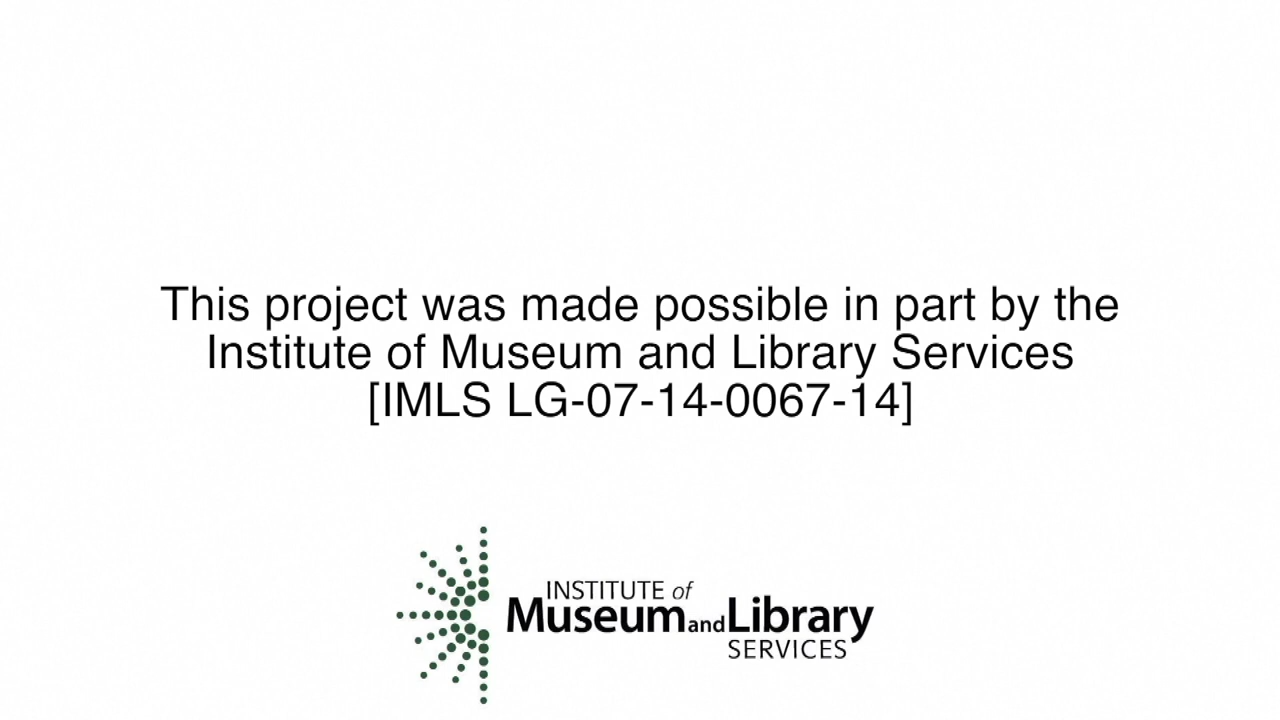 This project was made possible in part by the
Institute of Museum and Library Services
[IMLS LG-07-14-0067-14]
INSTITUTE of
Museum and Library
SERVICES